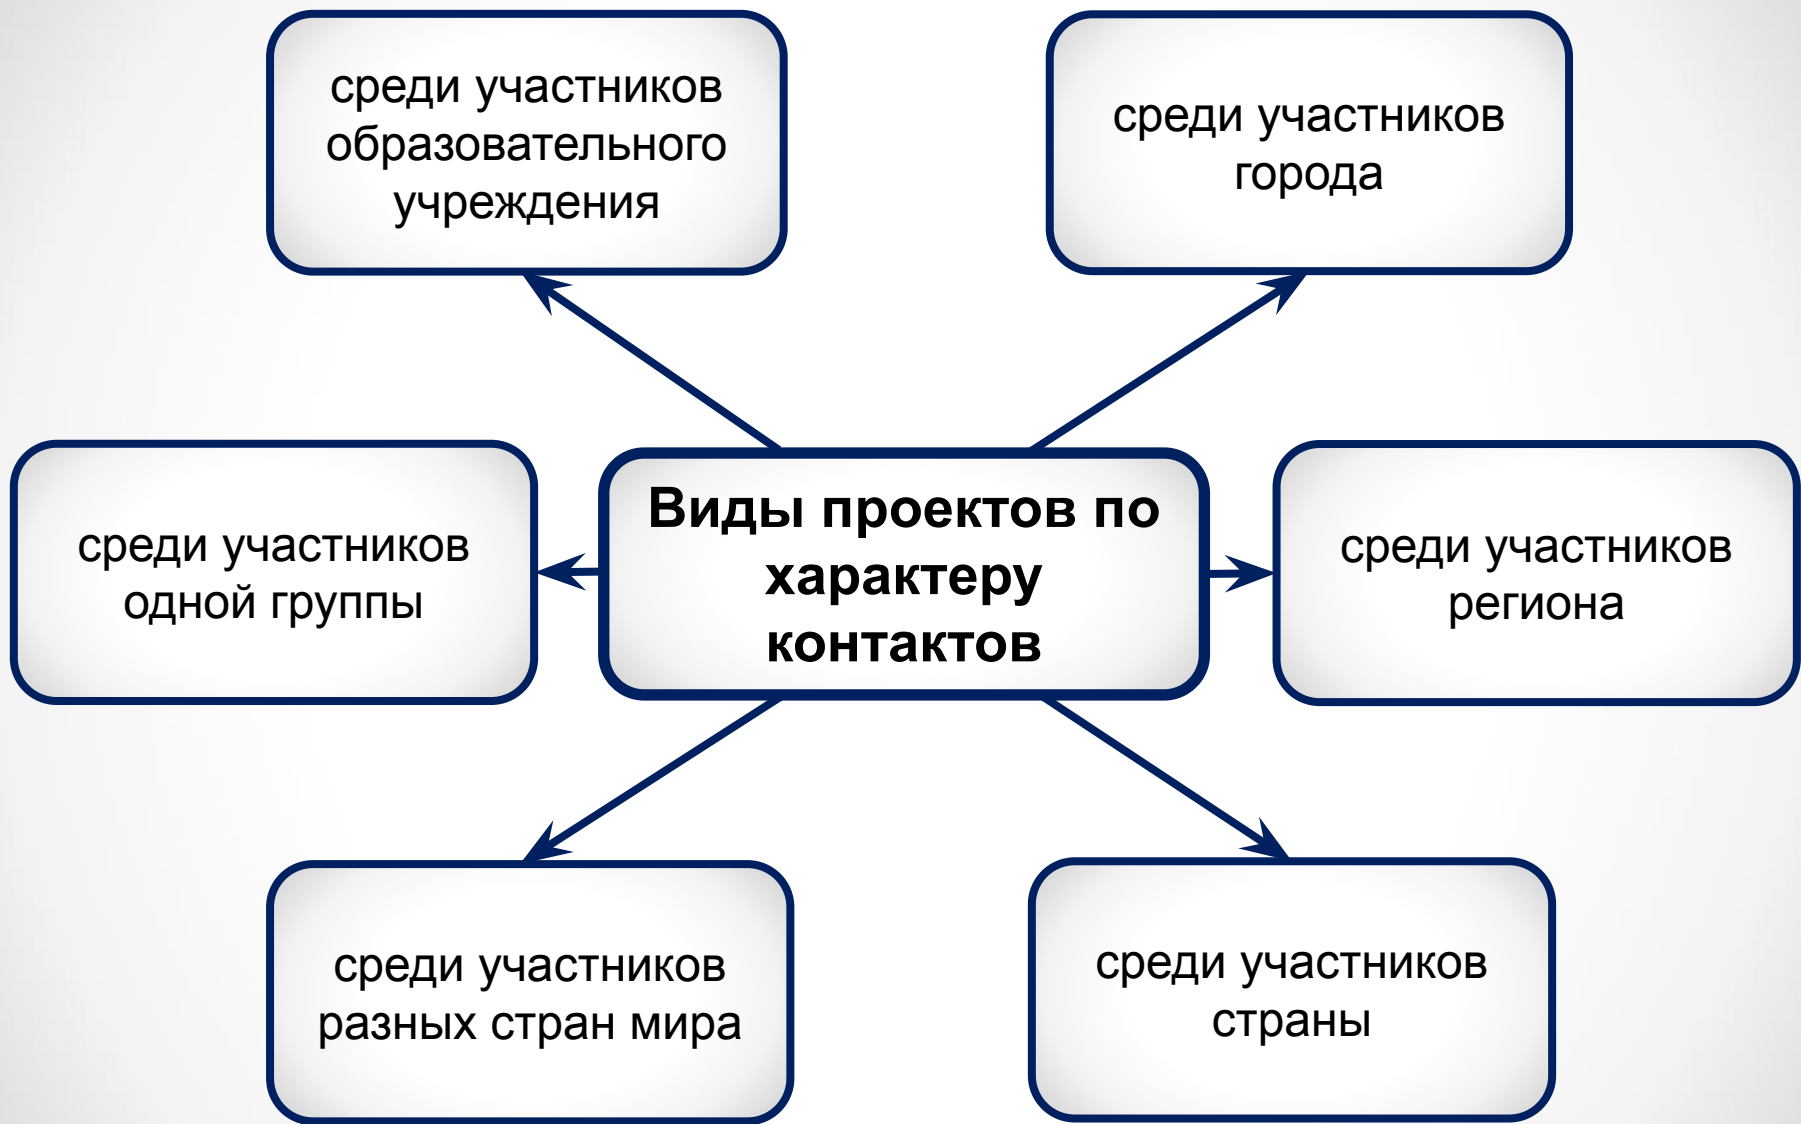 среди участников
образовательного
учреждения
среди участников
города
среди участников
одной группы
Виды проектов по
характеру
контактов
среди участников
региона
среди участников
разных стран мира
среди участников
страны